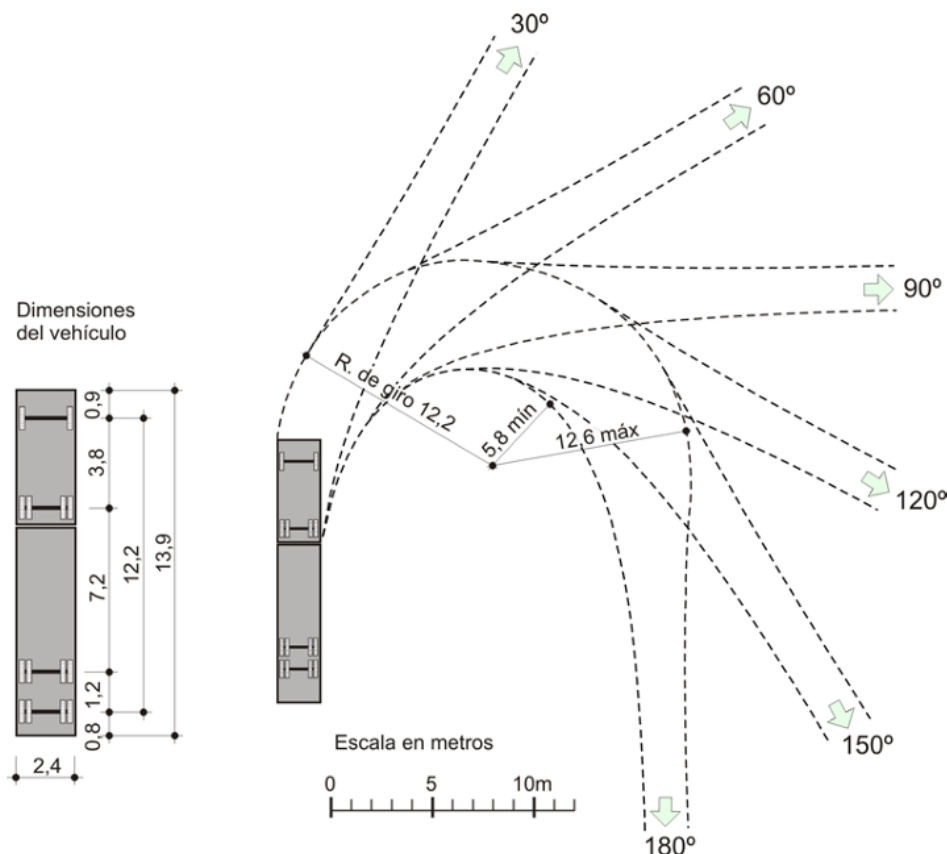 30º
60º
90º
Dimensiones
del vehículo
0,9
3,8
7,2
1,2
0,8
12,2
13,9
2,4
R. de giro 12,2
5,8 mín
12,6 máx
120º
150º
180º
Escala en metros
0 5 10m